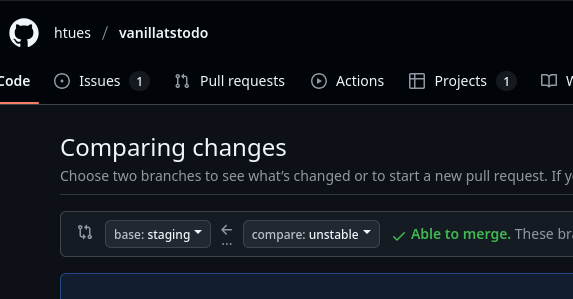 htues / vanillatstodo
Code Issues 1 Pull requests Actions Projects 1
Comparing changes
Choose two branches to see what's changed or to start a new pull request. If
base: staging ... compare: unstable Able to merge. These